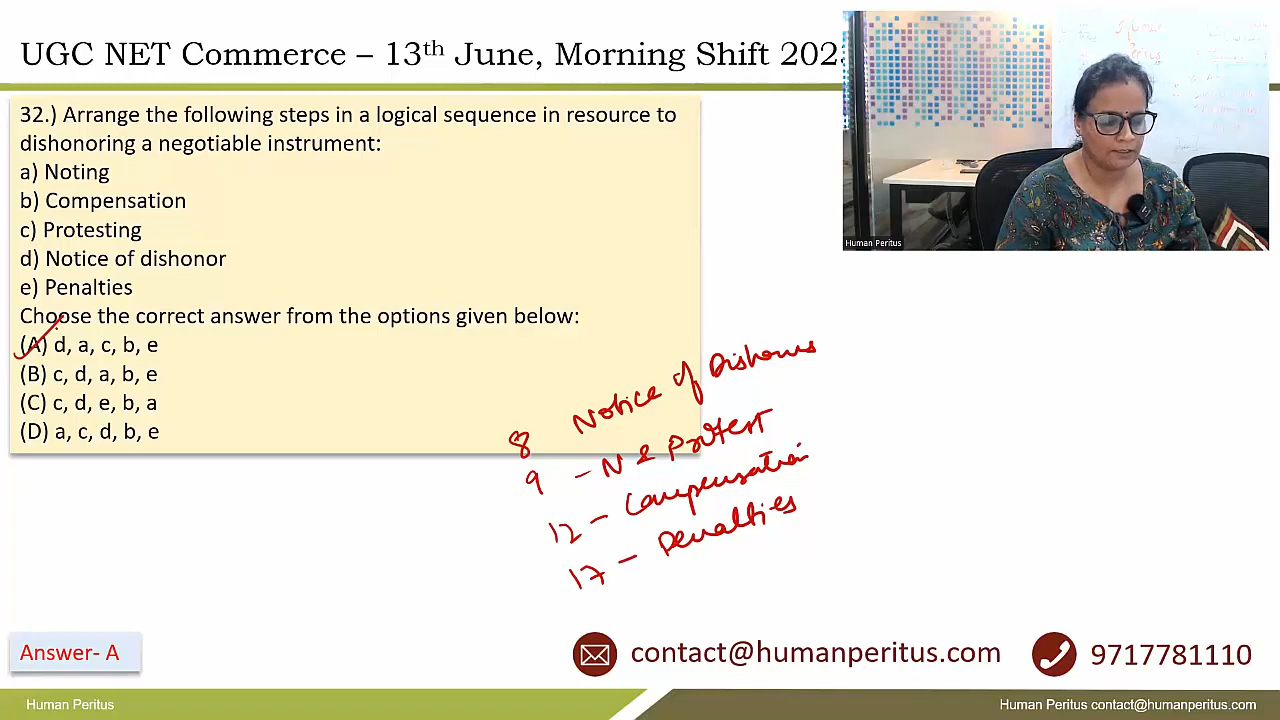 UGC NET Commerce – 13th June, Morning Shift 202
32.) Arrange the following steps in a logical sequence in resource to
dishonoring a negotiable instrument:
a) Noting
b) Compensation
c) Protesting
d) Notice of dishonor
e) Penalties
Choose the correct answer from the options given below:
(A) d, a, c, b, e
(B) c, d, a, b, e
(C) c, d, e, b, a
(D) a, c, d, b, e
8 Notice of Dishonus
9 – N & Protest
12 – Compensation
17 – Penalties
Human Peritus
Answer- A
contact@humanperitus.com
9717781110
Human Peritus
Human Peritus contact@humanperitus.com